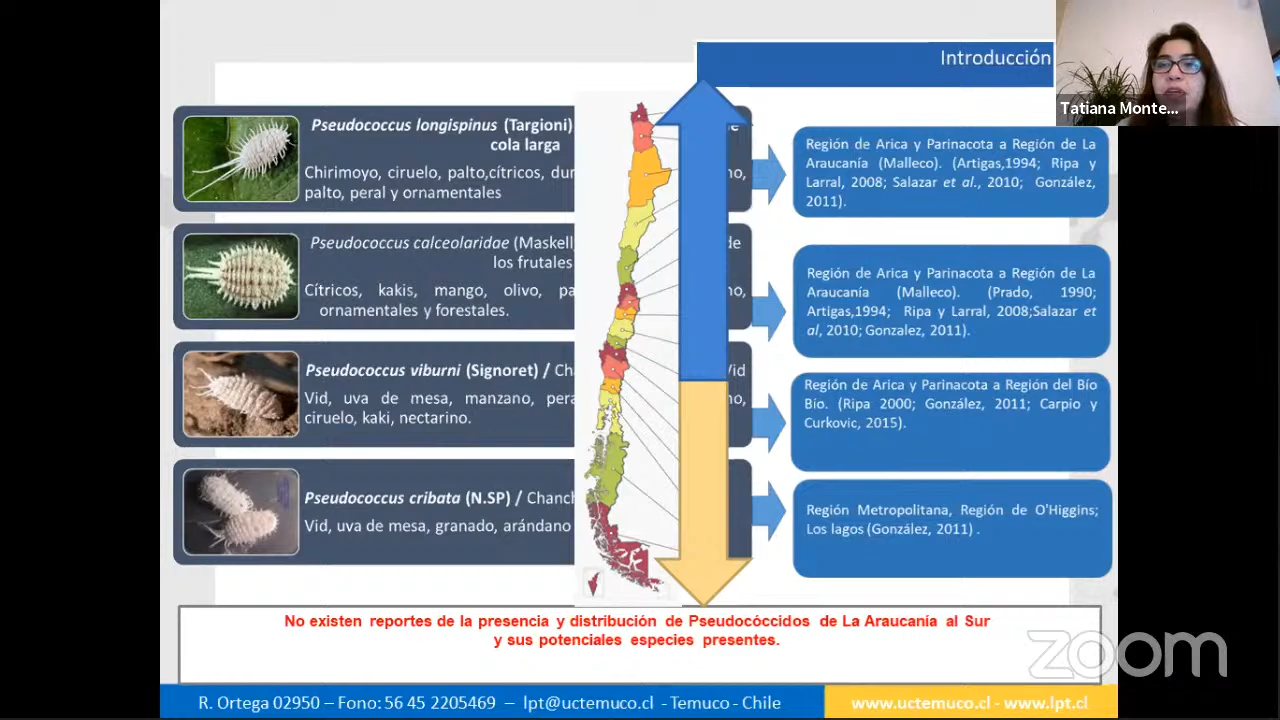 Introducción
Tatiana Monte...
Pseudococcus longispinus (Targioni)
cola larga
Chirimoyo, ciruelo, palto,cítricos,
palto, peral y ornamentales
Región de Arica y Parinacota a Región de La
Araucanía (Malleco). (Artigas,1994; Ripa y
Larral, 2008; Salazar et al., 2010; González,
2011).
Pseudococcus calceolaridae (Maskell
de
los frutales
Cítricos, kakis, mango, olivo,
ornamentales y forestales.
Región de Arica y Parinacota a Región de La
Araucanía (Malleco). (Prado, 1990;
Artigas,1994; Ripa y Larral, 2008;Salazar et
al, 2010; Gonzalez, 2011).
Pseudococcus viburni (Signoret) /
Vid, uva de mesa, manzano,
ciruelo, kaki, nectarino.
Región de Arica y Parinacota a Región del Bío
Bío. (Ripa 2000; González, 2011; Carpio y
Curkovic, 2015).
Pseudococcus cribata (N.SP) /
Vid, uva de mesa, granado, arándano
Región Metropolitana, Región de O'Higgins;
Los lagos (González, 2011) .
No existen reportes de la presencia y distribución de Pseudocóccidos de La Araucanía al Sur
y sus potenciales especies presentes.
zoom
R. Ortega 02950 – Fono: 56 45 2205469 – lpt@uctemuco.cl - Temuco - Chile
www.uctemuco.cl - www.lpt.cl